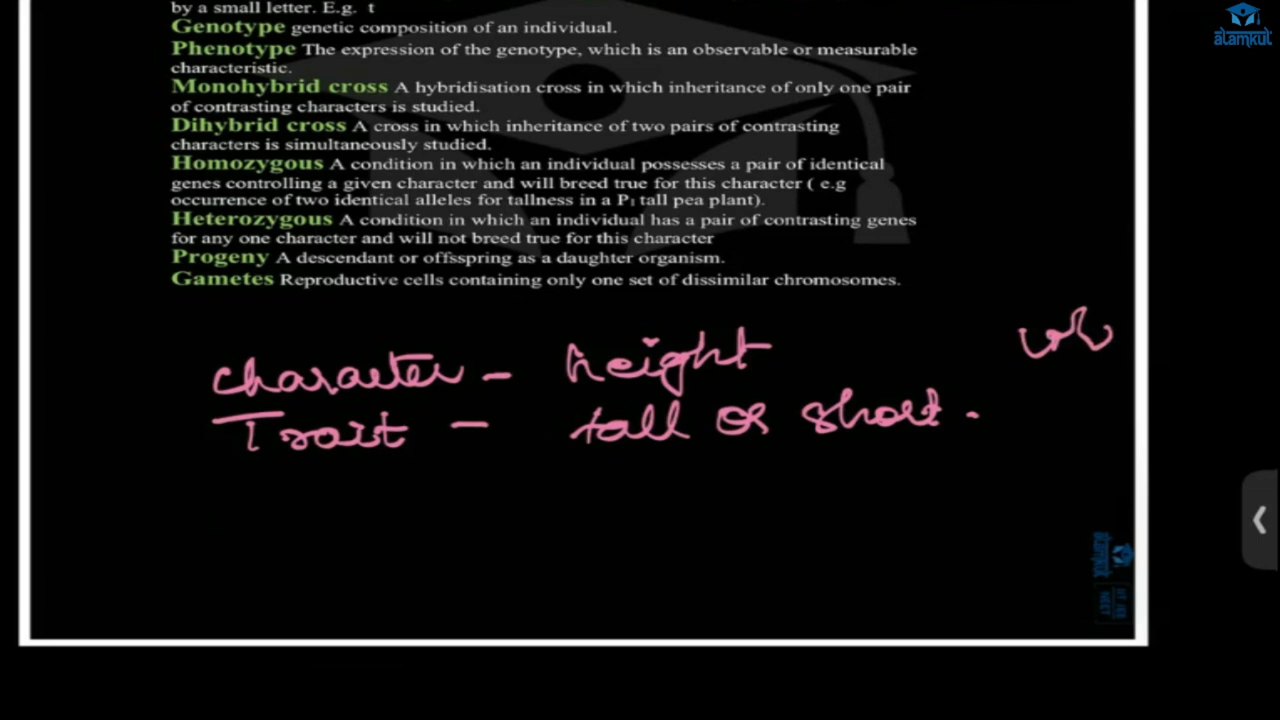 by a small letter. E.g. t
alamkul
Genotype genetic composition of an individual.
Phenotype The expression of the genotype, which is an observable or measurable
characteristic.
Monohybrid cross A hybridisation cross in which inheritance of only one pair
of contrasting characters is studied.
Dihybrid cross A cross in which inheritance of two pairs of contrasting
characters is simultaneously studied.
Homozygous A condition in which an individual possesses a pair of identical
genes controlling a given character and will breed true for this character ( e.g
occurrence of two identical alleles for tallness in a P₁ tall pea plant).
Heterozygous A condition in which an individual has a pair of contrasting genes
for any one character and will not breed true for this character
Progeny A descendant or offsspring as a daughter organism.
Gametes Reproductive cells containing only one set of dissimilar chromosomes.
character - height
Trait - tall or short.
alamkul
IIT JEE
NEET